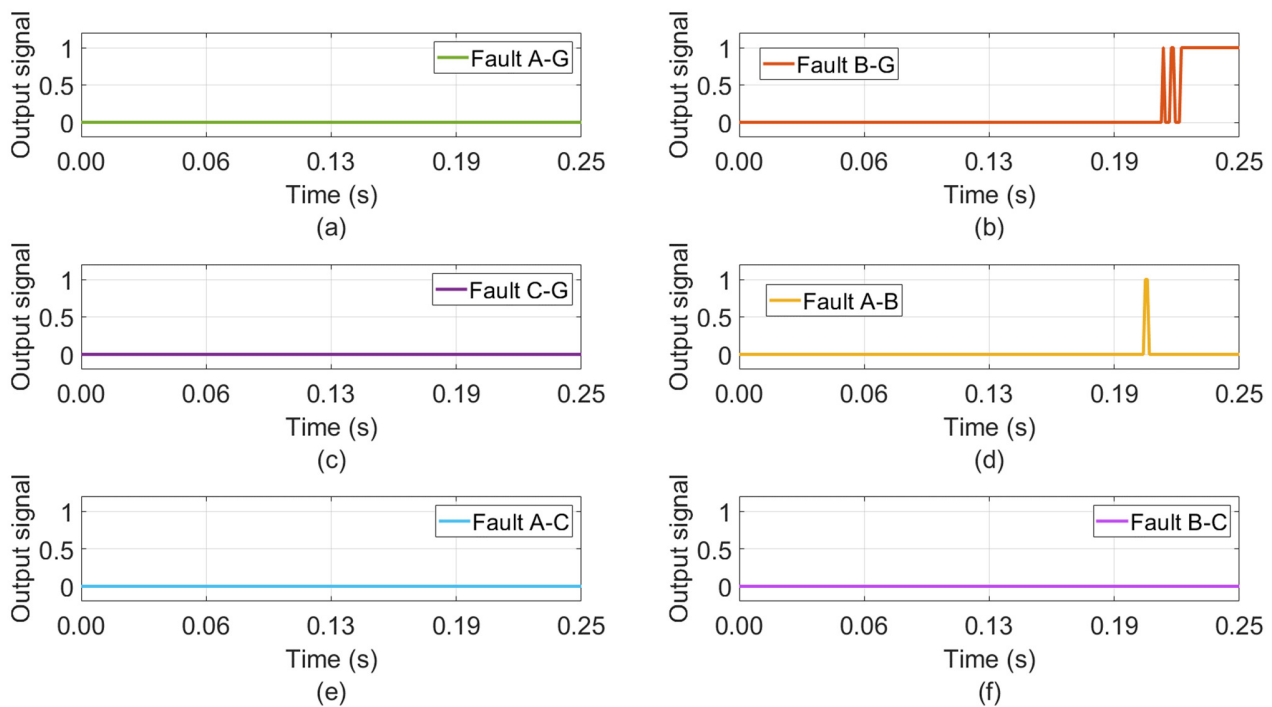 Output signal
1
0.5
0
Fault A-G
0.00 0.06 0.13 0.19 0.25
Time (s)
(a)
Output signal
1
0.5
0
Fault B-G
0.00 0.06 0.13 0.19 0.25
Time (s)
(b)
Output signal
1
0.5
0
Fault C-G
0.00 0.06 0.13 0.19 0.25
Time (s)
(c)
Output signal
1
0.5
0
Fault A-B
0.00 0.06 0.13 0.19 0.25
Time (s)
(d)
Output signal
1
0.5
0
Fault A-C
0.00 0.06 0.13 0.19 0.25
Time (s)
(e)
Output signal
1
0.5
0
Fault B-C
0.00 0.06 0.13 0.19 0.25
Time (s)
(f)